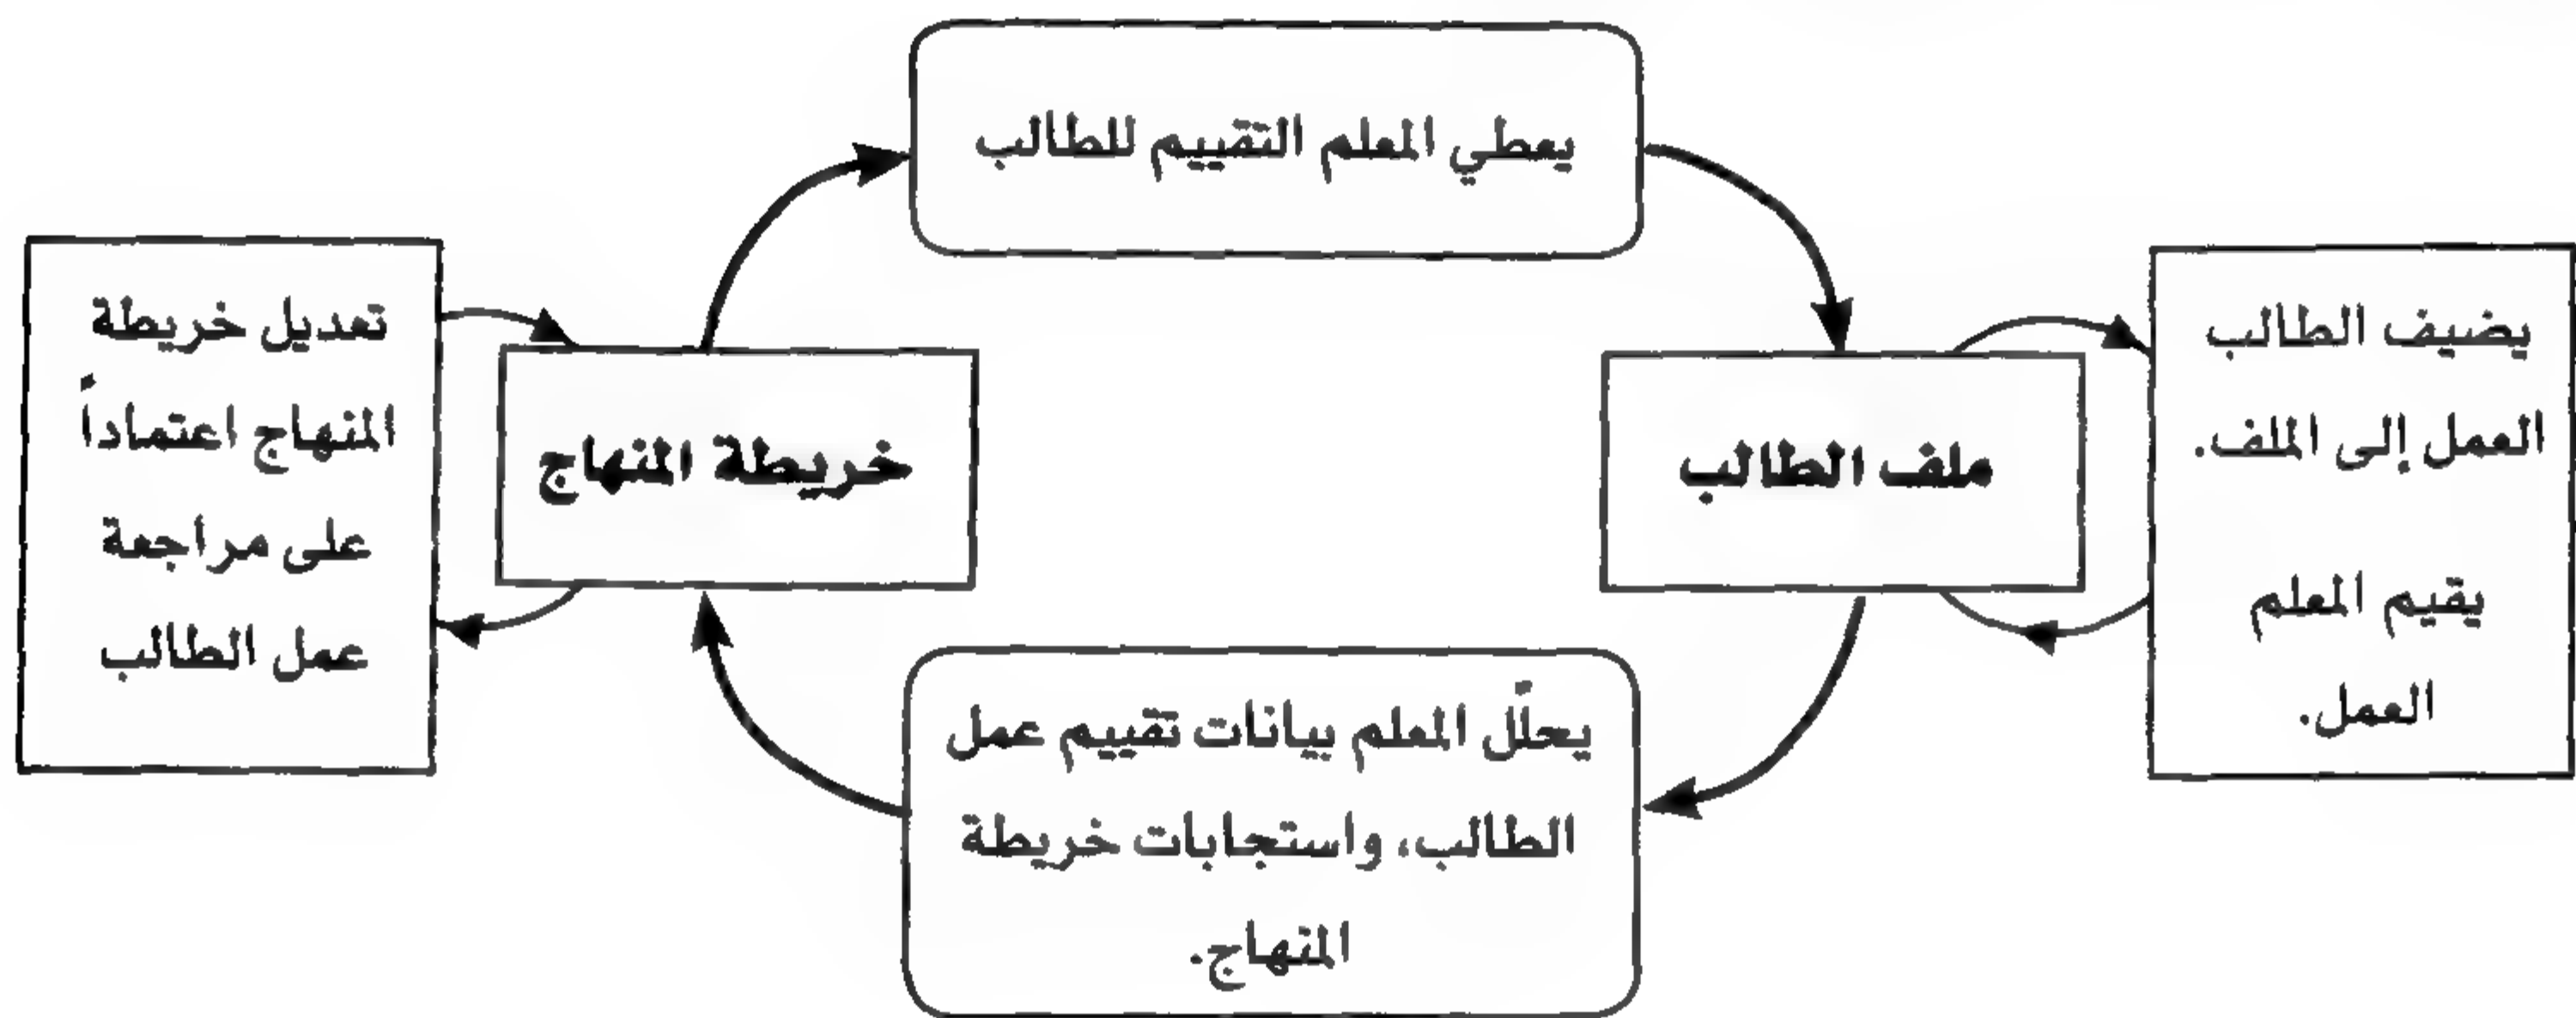 يعطي المعلم التقييم للطالب
يضيف الطالب
العمل إلى الملف.
يقيم المعلم
العمل.
ملف الطالب
خريطة المنهاج
تعديل خريطة
المنهاج اعتماداً
على مراجعة
عمل الطالب
يحلّل المعلم بيانات تقييم عمل
الطالب، واستجابات خريطة
المنهاج.